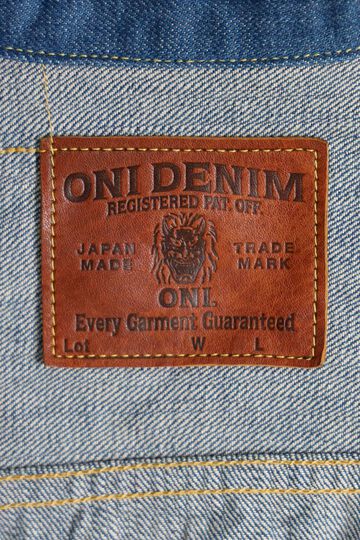 ONI DENIM
REGISTERED PAT. OFF.
JAPAN MADE
TRADE MARK
ONI.
Every Garment Guaranteed
Lot W L